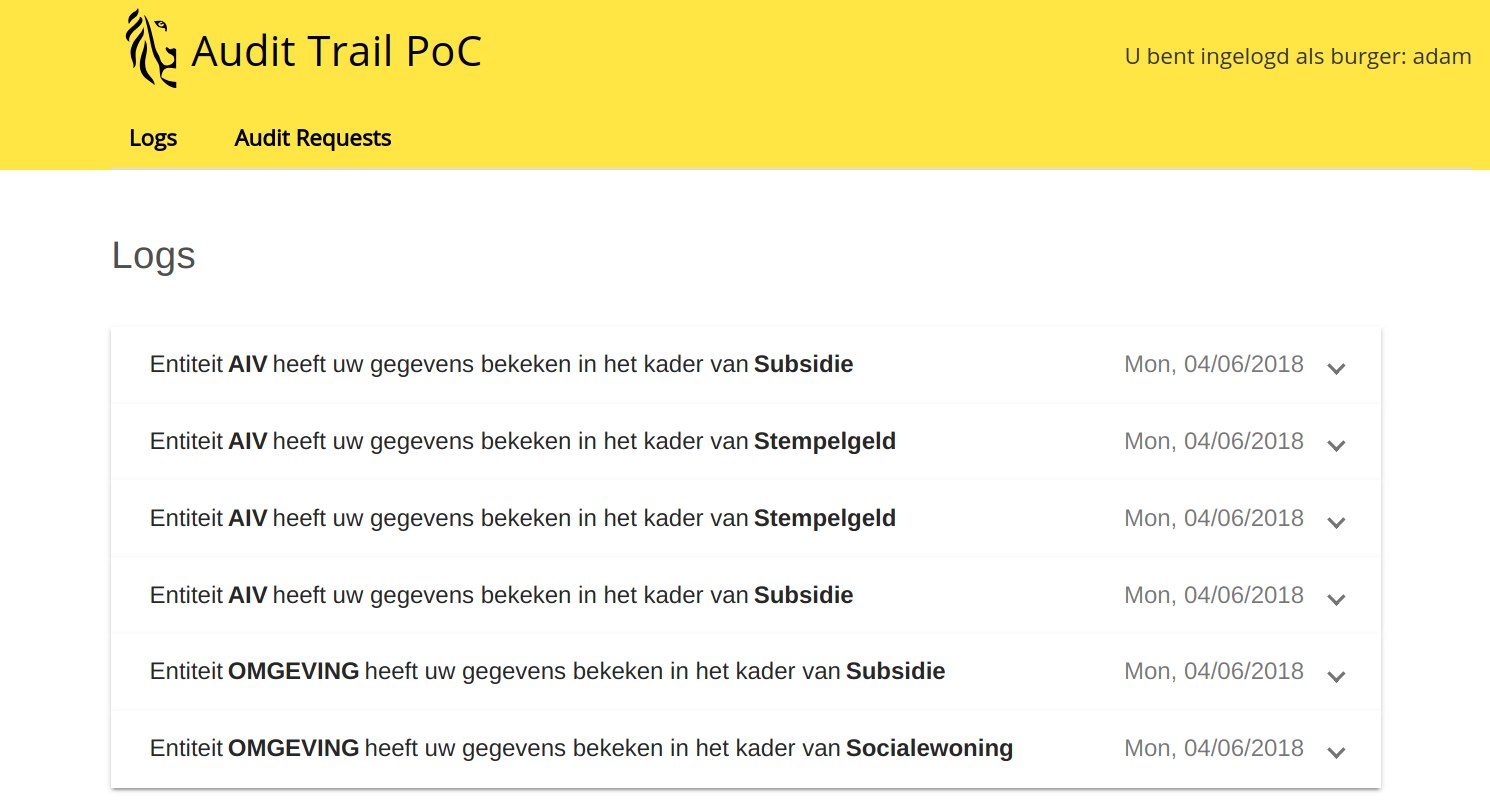 Audit Trail PoC
U bent ingelogd als burger: adam
Logs Audit Requests
Logs
Entiteit AIV heeft uw gegevens bekeken in het kader van Subsidie Mon, 04/06/2018
Entiteit AIV heeft uw gegevens bekeken in het kader van Stempelgeld Mon, 04/06/2018
Entiteit AIV heeft uw gegevens bekeken in het kader van Stempelgeld Mon, 04/06/2018
Entiteit AIV heeft uw gegevens bekeken in het kader van Subsidie Mon, 04/06/2018
Entiteit OMGEVING heeft uw gegevens bekeken in het kader van Subsidie Mon, 04/06/2018
Entiteit OMGEVING heeft uw gegevens bekeken in het kader van Socialewoning Mon, 04/06/2018